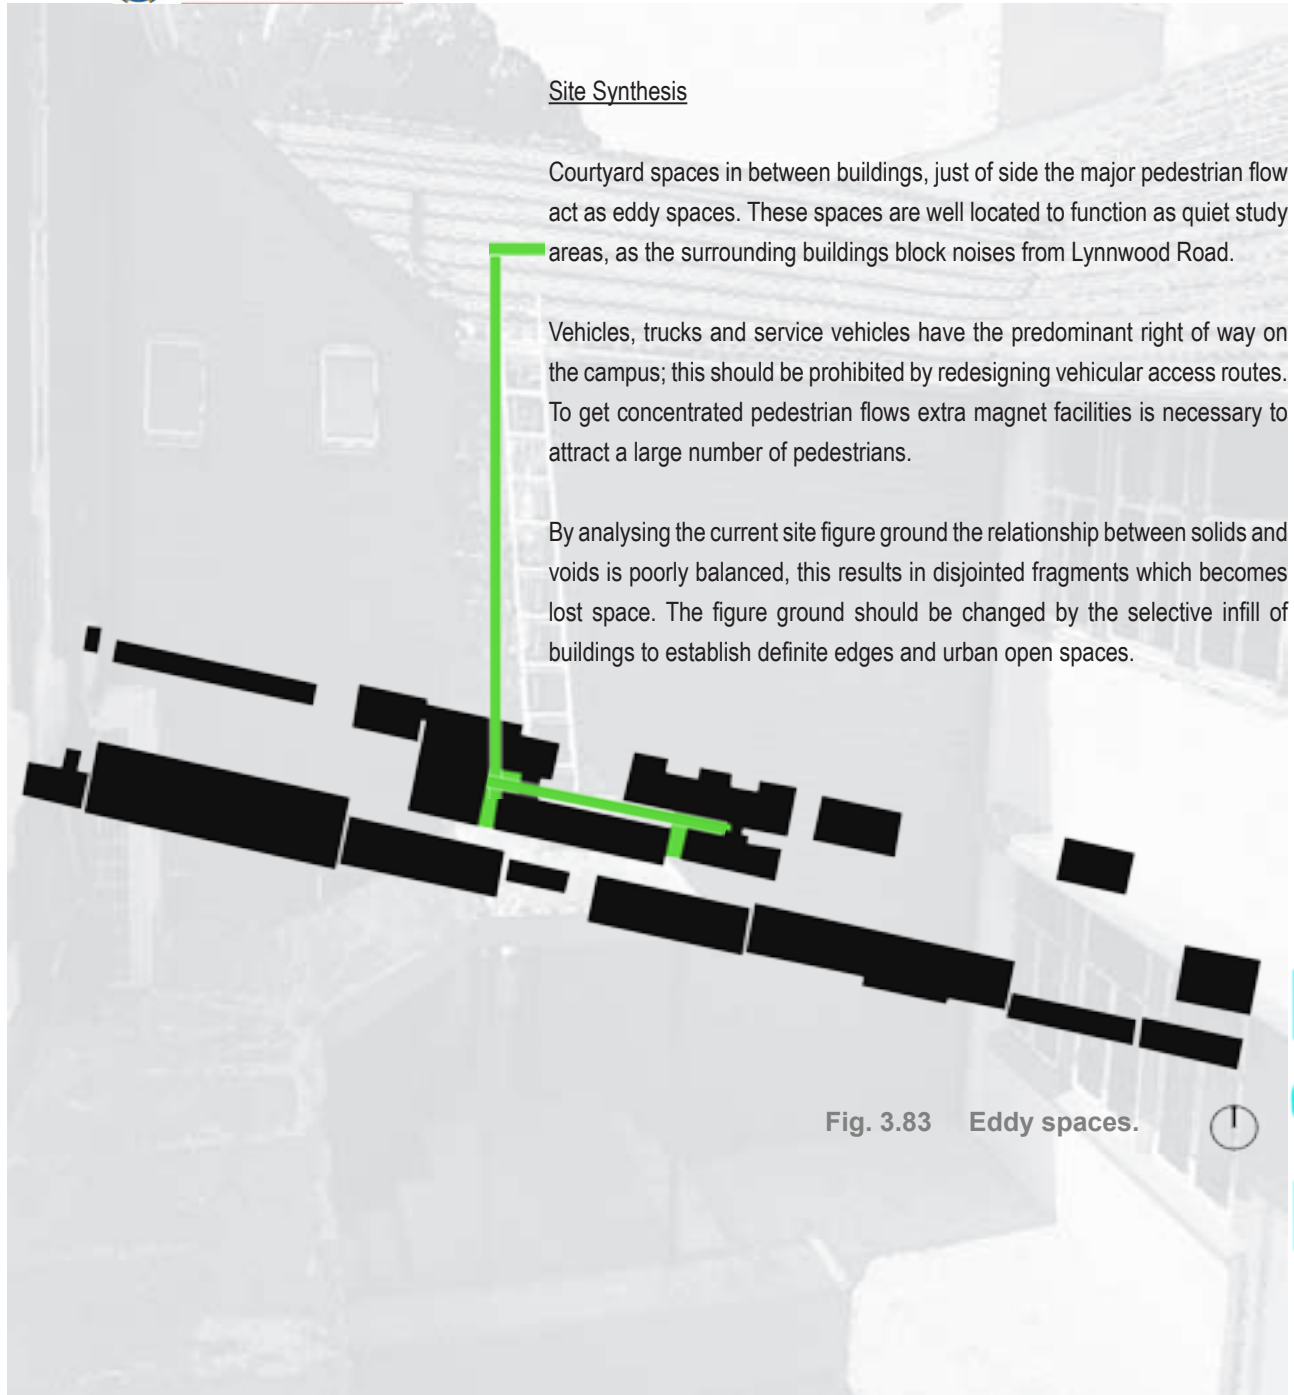 Site Synthesis
Courtyard spaces in between buildings, just of side the major pedestrian flow
act as eddy spaces. These spaces are well located to function as quiet study
areas, as the surrounding buildings block noises from Lynnwood Road.
Vehicles, trucks and service vehicles have the predominant right of way on
the campus; this should be prohibited by redesigning vehicular access routes.
To get concentrated pedestrian flows extra magnet facilities is necessary to
attract a large number of pedestrians.
By analysing the current site figure ground the relationship between solids and
voids is poorly balanced, this results in disjointed fragments which becomes
lost space. The figure ground should be changed by the selective infill of
buildings to establish definite edges and urban open spaces.
Fig. 3.83 Eddy spaces.